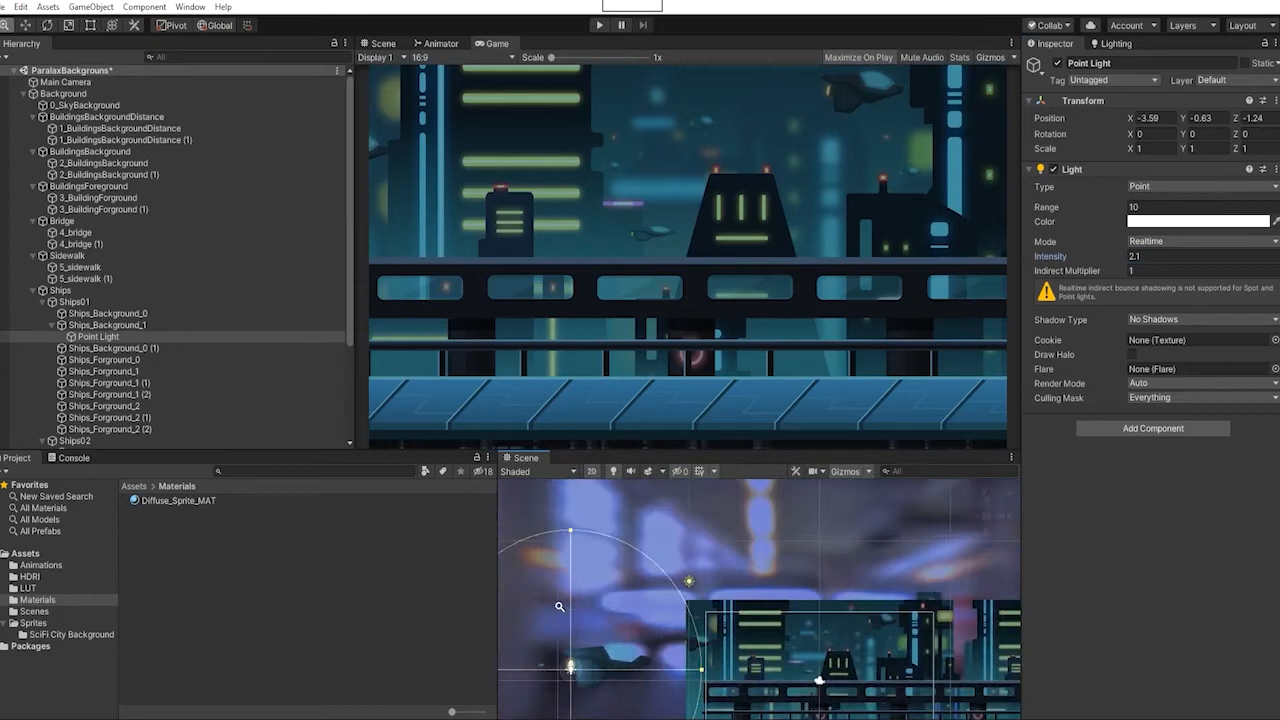 Edit Assets GameObject Component Window Help
Pivot Global Collab Account Layers Layout
Hierarchy Scene Animator Game Inspector Lighting
All Display 1 16:9 Scale 1x Maximize On Play Mute Audio Stats Gizmos Point Light Static
ParalaxBackgrouns* Tag Untagged Layer Default
Main Camera
Background
0_SkyBackground
BuildingsBackgroundDistance
1_BuildingsBackgroundDistance
1_BuildingsBackgroundDistance (1)
BuildingsBackground
2_BuildingsBackground
2_BuildingsBackground (1)
BuildingsForeground
3_BuildingForground
3_BuildingForground (1)
Bridge
4_bridge
4_bridge (1)
Sidewalk
5_sidewalk
5_sidewalk (1)
Ships
Ships01
Ships_Background_0
Ships_Background_1
Point Light
Ships_Background_0 (1)
Ships_Forground_0
Ships_Forground_1
Ships_Forground_1 (1)
Ships_Forground_1 (2)
Ships_Forground_2
Ships_Forground_2 (1)
Ships_Forground_2 (2)
Ships02
Transform
Position X -3.59 Y -0.63 Z -1.24
Rotation X 0 Y 0 Z 0
Scale X 1 Y 1 Z 1
Light
Type Point
Range 10
Color
Mode Realtime
Intensity 2.1
Indirect Multiplier 1
Realtime indirect bounce shadowing is not supported for Spot and
Point lights.
Shadow Type No Shadows
Cookie None (Texture)
Draw Halo
Flare None (Flare)
Render Mode Auto
Culling Mask Everything
Add Component
Project Console Scene
18 Shaded 2D 0 Gizmos All
Favorites
New Saved Search
All Materials
All Models
All Prefabs
Assets
Animations
HDRI
LUT
Materials
Scenes
Sprites
SciFi City Background
Packages
Assets > Materials
Diffuse_Sprite_MAT